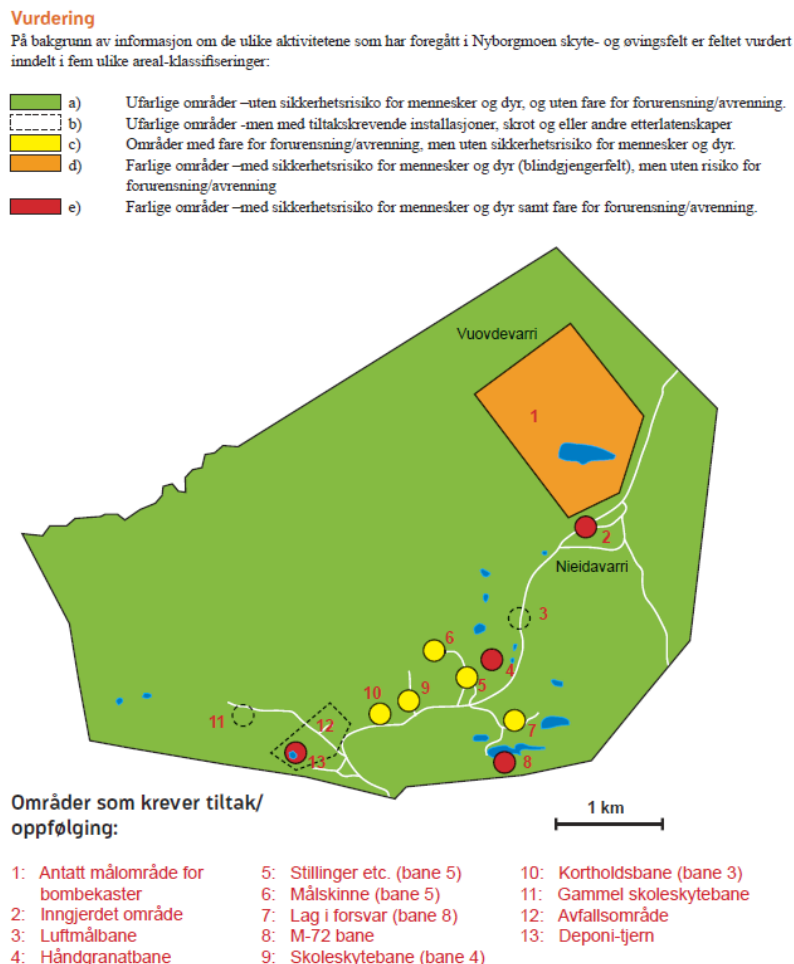 Vurdering
På bakgrunn av informasjon om de ulike aktivitetene som har foregått i Nyborgmoen skyte- og øvingsfelt er feltet vurdert
inndelt i fem ulike areal-klassifiseringer:
a) Ufarlige områder –uten sikkerhetsrisiko for mennesker og dyr, og uten fare for forurensning/avrenning.
b) Ufarlige områder -men med tiltakskrevende installasjoner, skrot og eller andre etterlatenskaper
c) Områder med fare for forurensning/avrenning, men uten sikkerhetsrisiko for mennesker og dyr.
d) Farlige områder –med sikkerhetsrisiko for mennesker og dyr (blindgjengerfelt), men uten risiko for
forurensning/avrenning
e) Farlige områder –med sikkerhetsrisiko for mennesker og dyr samt fare for forurensning/avrenning.
Vuovdevarri
1
2
Nieidavarri
3
6
4
5
9
10
11
12
7
13
8
1 km
Områder som krever tiltak/
oppfølging:
1: Antatt målområde for
bombekaster
2: Inngjerdet område
3: Luftmålbane
4: Håndgranatbane
5: Stillinger etc. (bane 5)
6: Målskinne (bane 5)
7: Lag i forsvar (bane 8)
8: M-72 bane
9: Skoleskytebane (bane 4)
10: Kortholdsbane (bane 3)
11: Gammel skoleskytebane
12: Avfallsområde
13: Deponi-tjern